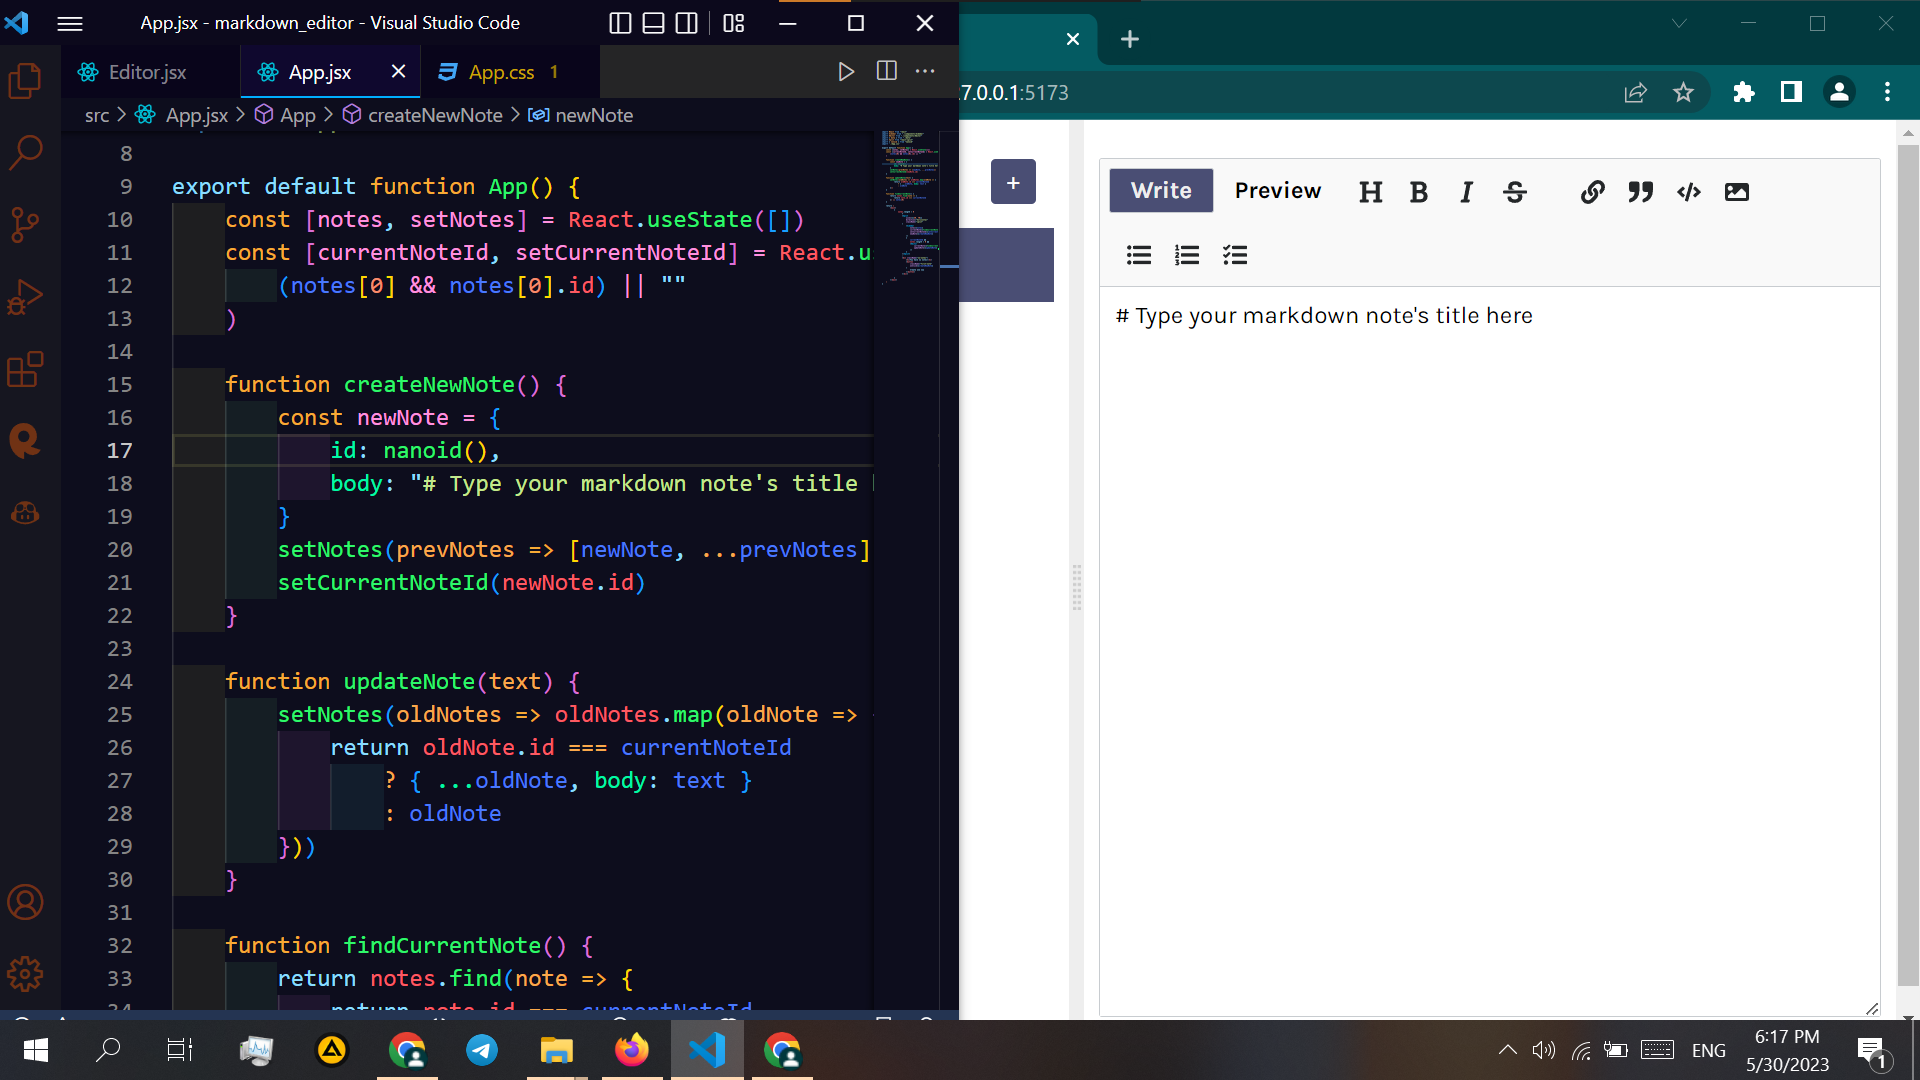 App.jsx - markdown_editor - Visual Studio Code
Editor.jsx
App.jsx
App.css 1
src > App.jsx > App > createNewNote > newNote
8
9 export default function App() {
10 const [notes, setNotes] = React.useState([])
11 const [currentNoteId, setCurrentNoteId] = React.u
12 (notes[0] && notes[0].id) || ""
13 )
14
15 function createNewNote() {
16 const newNote = {
17 id: nanoid(),
18 body: "# Type your markdown note's title
19 }
20 setNotes(prevNotes => [newNote, ...prevNotes]
21 setCurrentNoteId(newNote.id)
22 }
23
24 function updateNote(text) {
25 setNotes(oldNotes => oldNotes.map(oldNote =>
26 return oldNote.id === currentNoteId
27 ? { ...oldNote, body: text }
28 : oldNote
29 }))
30 }
31
32 function findCurrentNote() {
33 return notes.find(note => {
34 return note.id === currentNoteId
7.0.0.1:5173
+
Write Preview H B I S
# Type your markdown note's title here
ENG
6:17 PM
5/30/2023
1